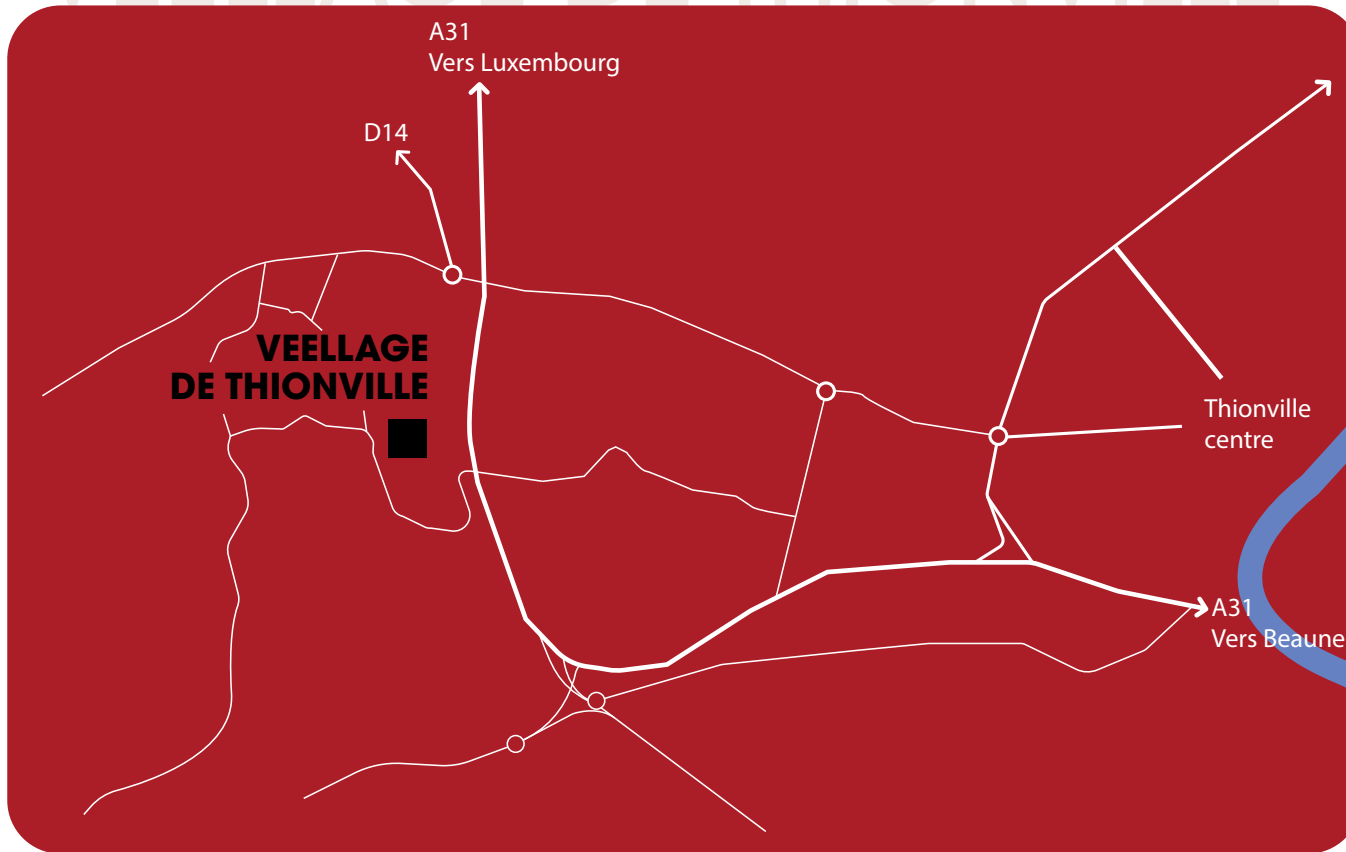 A31
Vers Luxembourg
D14
VEELLAGE
DE THIONVILLE
Thionville
centre
A31
Vers Beaune